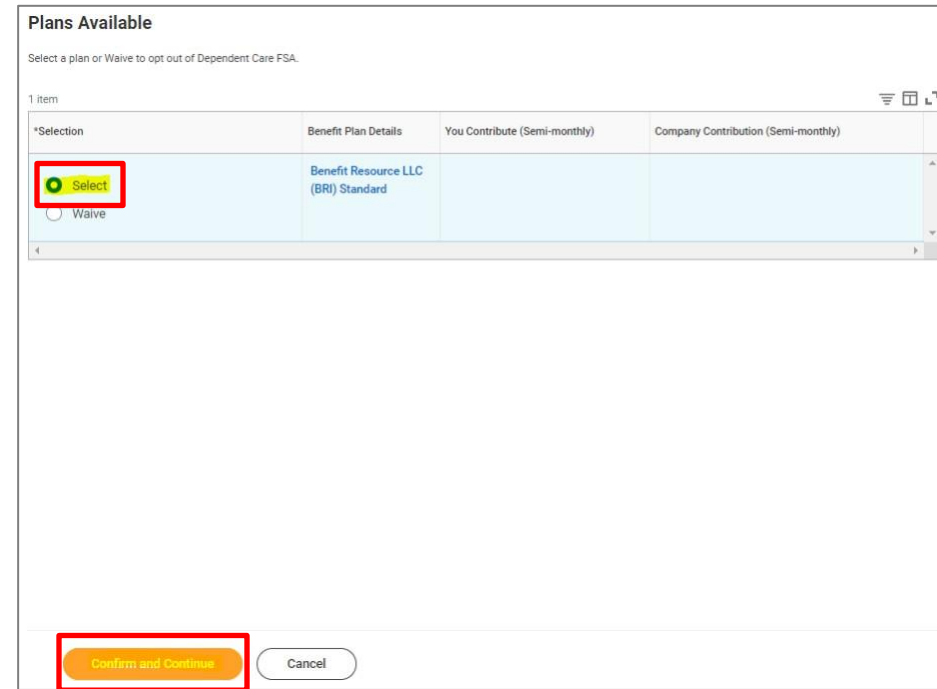 Plans Available
Select a plan or Waive to opt out of Dependent Care FSA.
1 item
*Selection Benefit Plan Details You Contribute (Semi-monthly) Company Contribution (Semi-monthly)
Select
Benefit Resource LLC
(BRI) Standard
Waive
Confirm and Continue Cancel